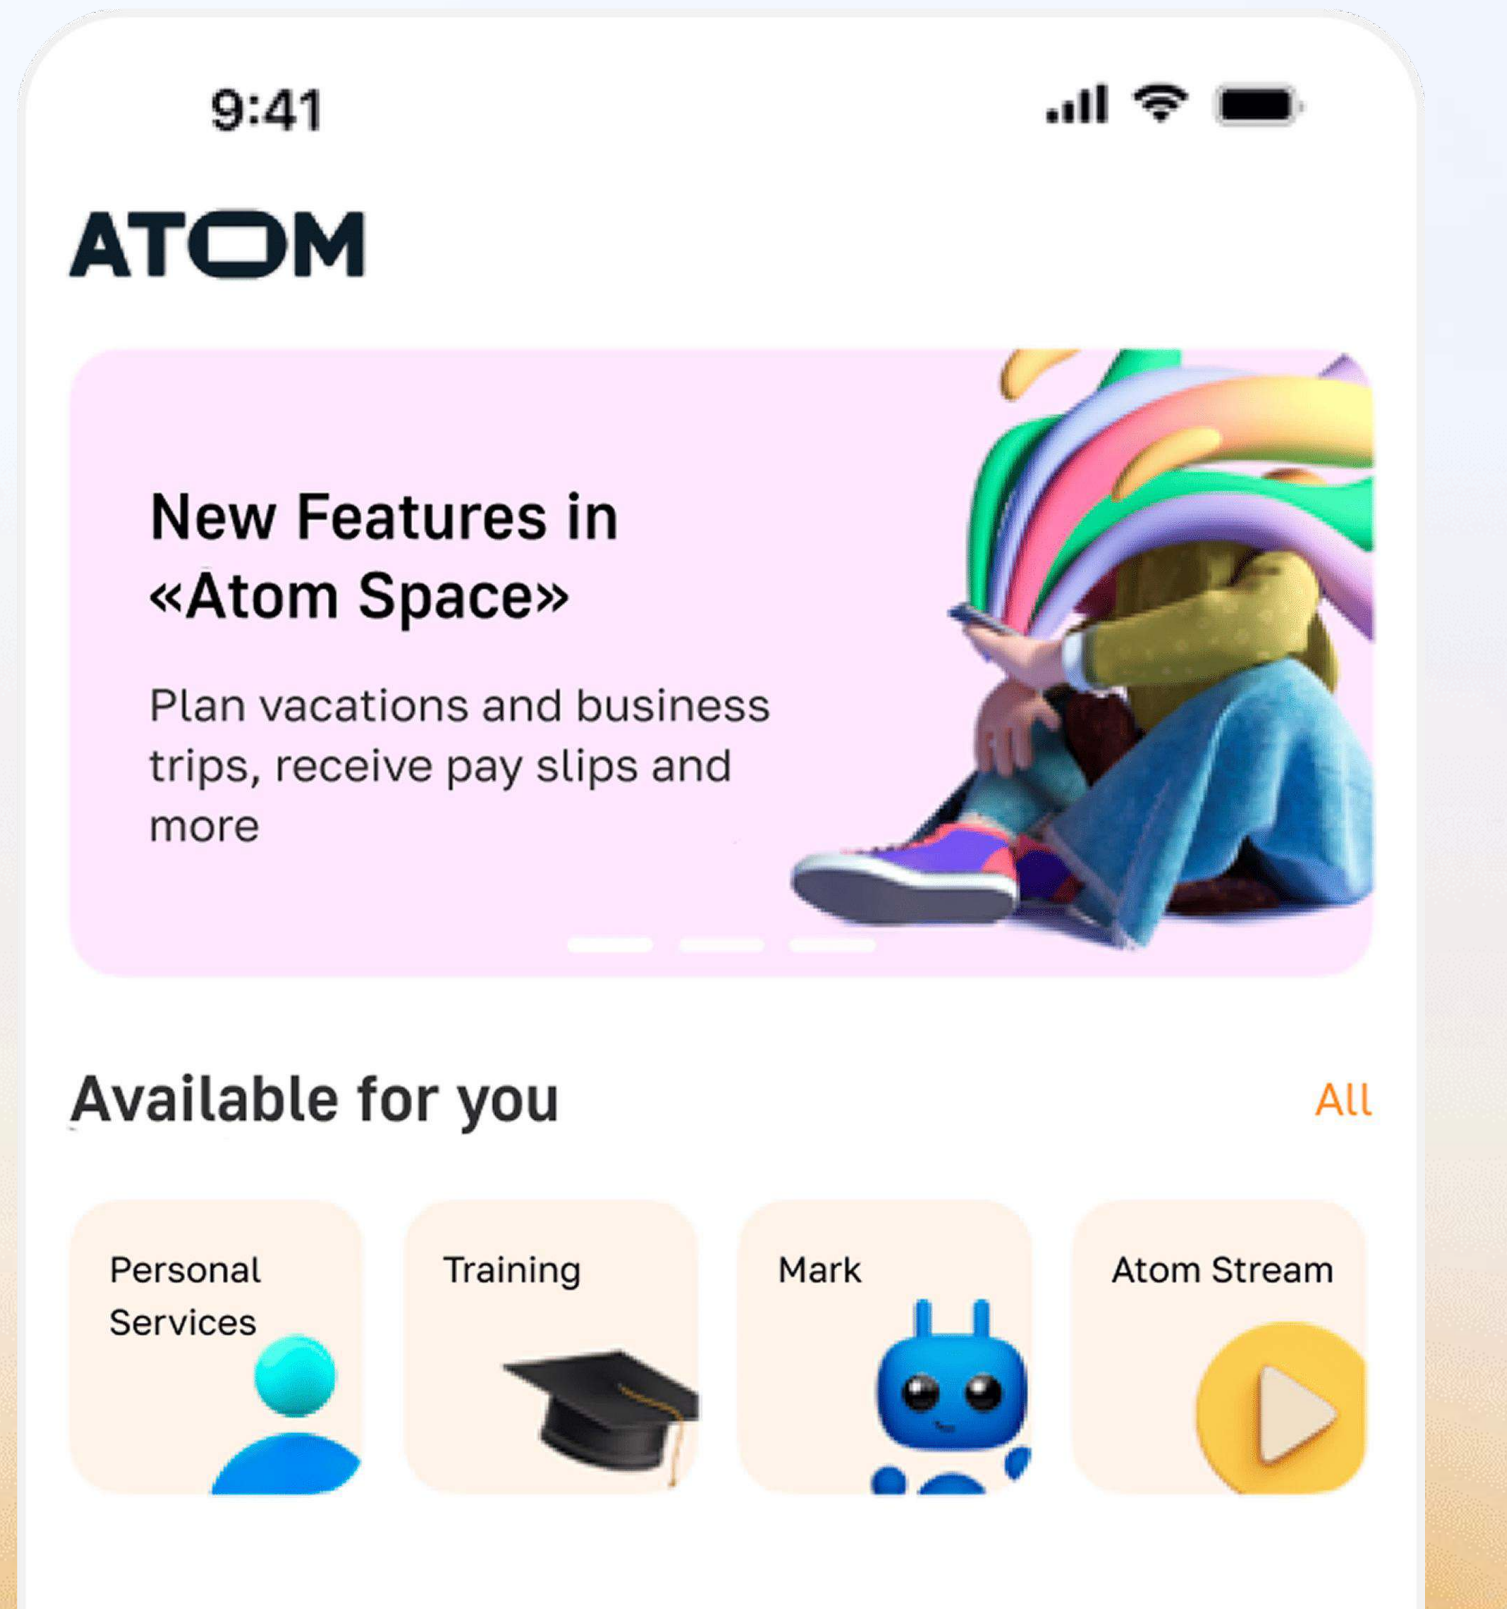 9:41
ATOM
New Features in
«Atom Space»
Plan vacations and business
trips, receive pay slips and
more
Available for you
All
Personal
Services
Training
Mark
Atom Stream